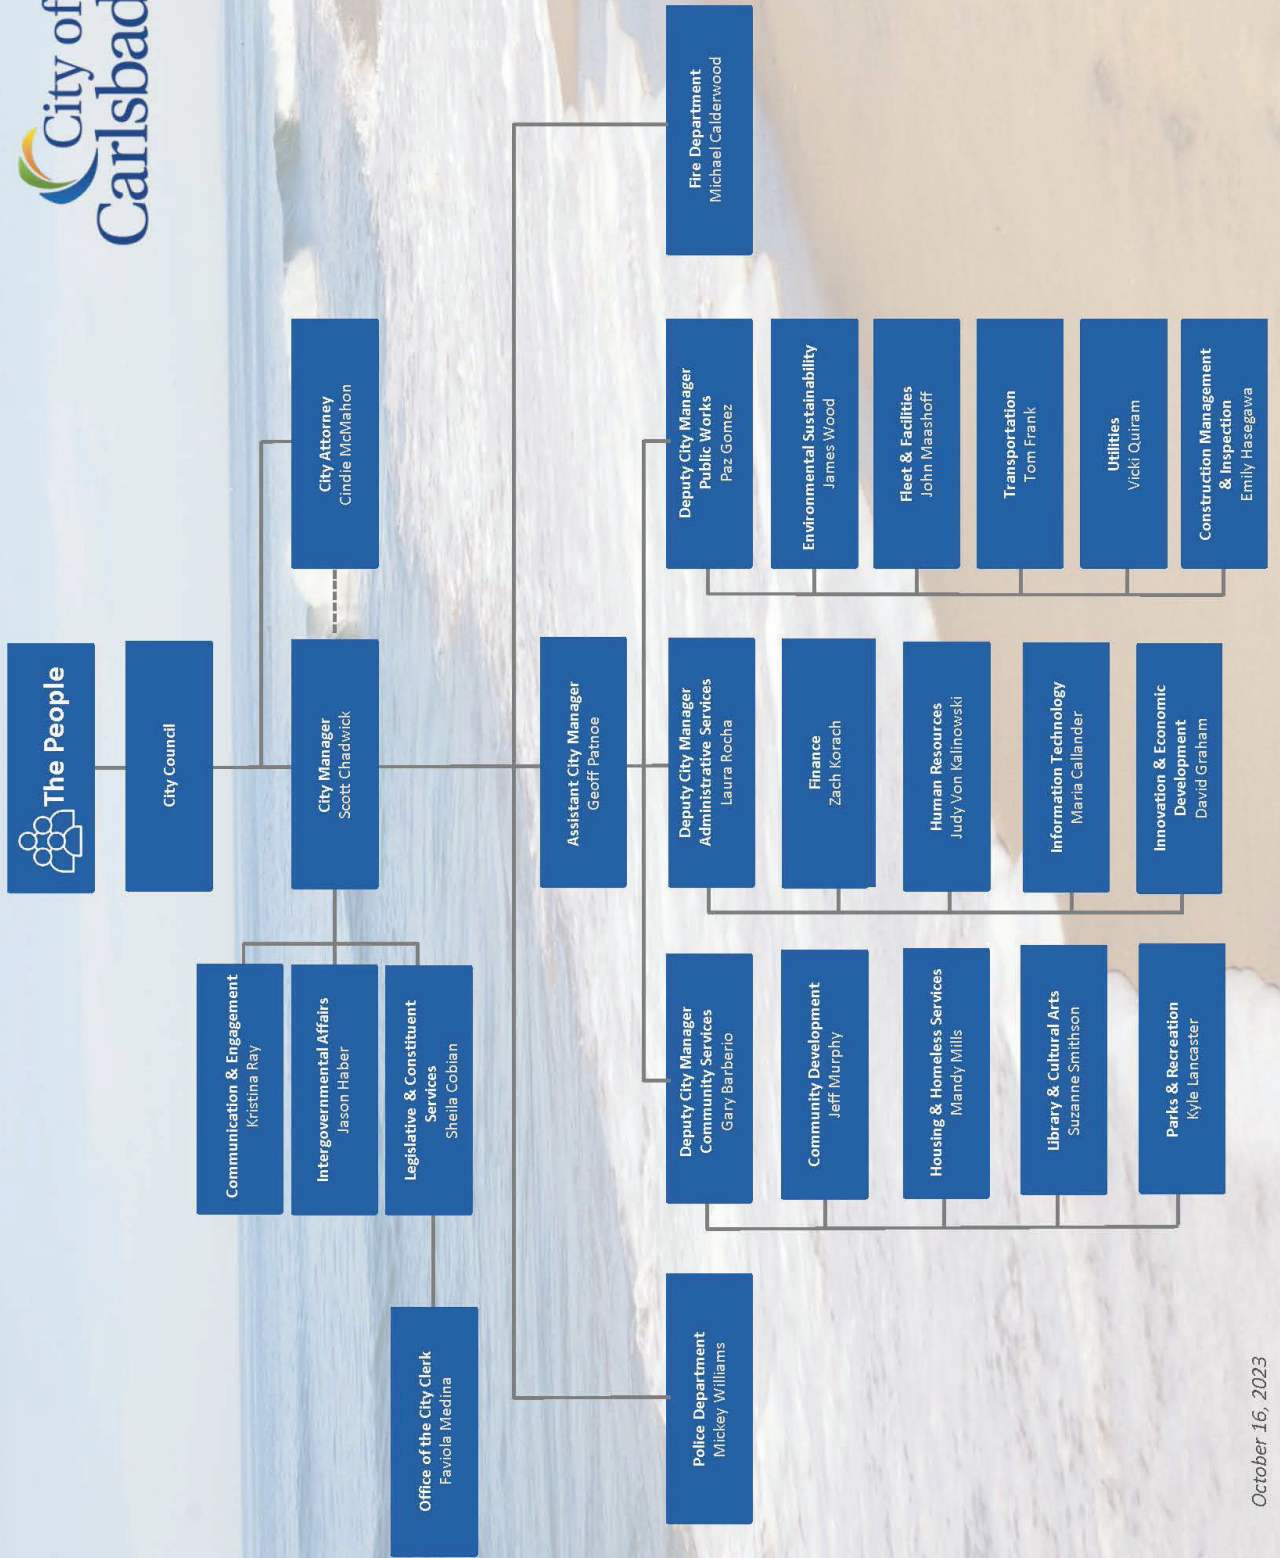 City of
Carlsbad
The People
City Council
City Manager
Scott Chadwick
City Attorney
Cindie McMahon
Communication & Engagement
Kristina Ray
Intergovernmental Affairs
Jason Haber
Legislative & Constituent
Services
Sheila Cobian
Office of the City Clerk
Faviola Medina
Assistant City Manager
Geoff Patnoe
Police Department
Mickey Williams
Deputy City Manager
Community Services
Gary Barberio
Community Development
Jeff Murphy
Housing & Homeless Services
Mandy Mills
Library & Cultural Arts
Suzanne Smithson
Parks & Recreation
Kyle Lancaster
Deputy City Manager
Administrative Services
Laura Rocha
Finance
Zach Korach
Human Resources
Judy Von Kalinowski
Information Technology
Maria Callander
Innovation & Economic
Development
David Graham
Deputy City Manager
Public Works
Paz Gomez
Environmental Sustainability
James Wood
Fleet & Facilities
John Maashoff
Transportation
Tom Frank
Utilities
Vicki Quiram
Construction Management
& Inspection
Emily Hasegawa
Fire Department
Michael Calderwood
October 16, 2023